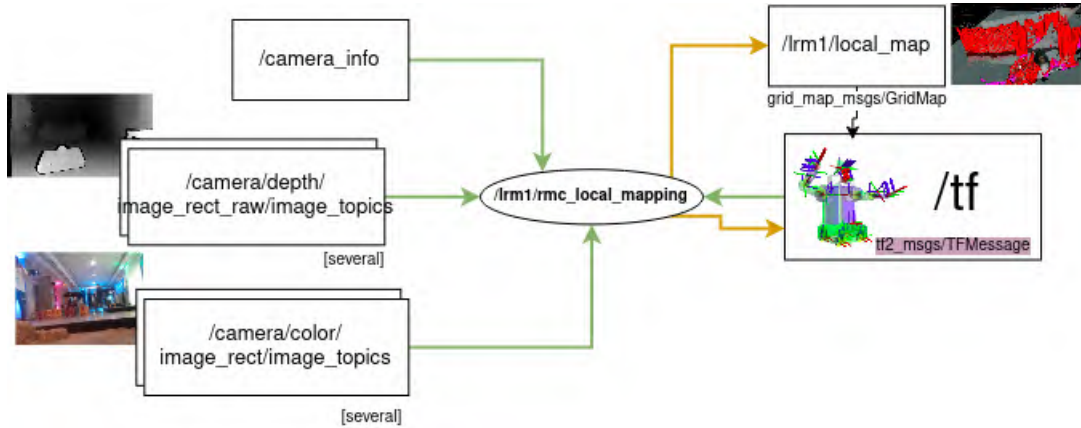 /camera_info
/lrm1/local_map
grid_map_msgs/GridMap
/camera/depth/
image_rect_raw/image_topics
[several]
/lrm1/rmc_local_mapping
/tf
tf2_msgs/TFMessage
/camera/color/
image_rect/image_topics
[several]